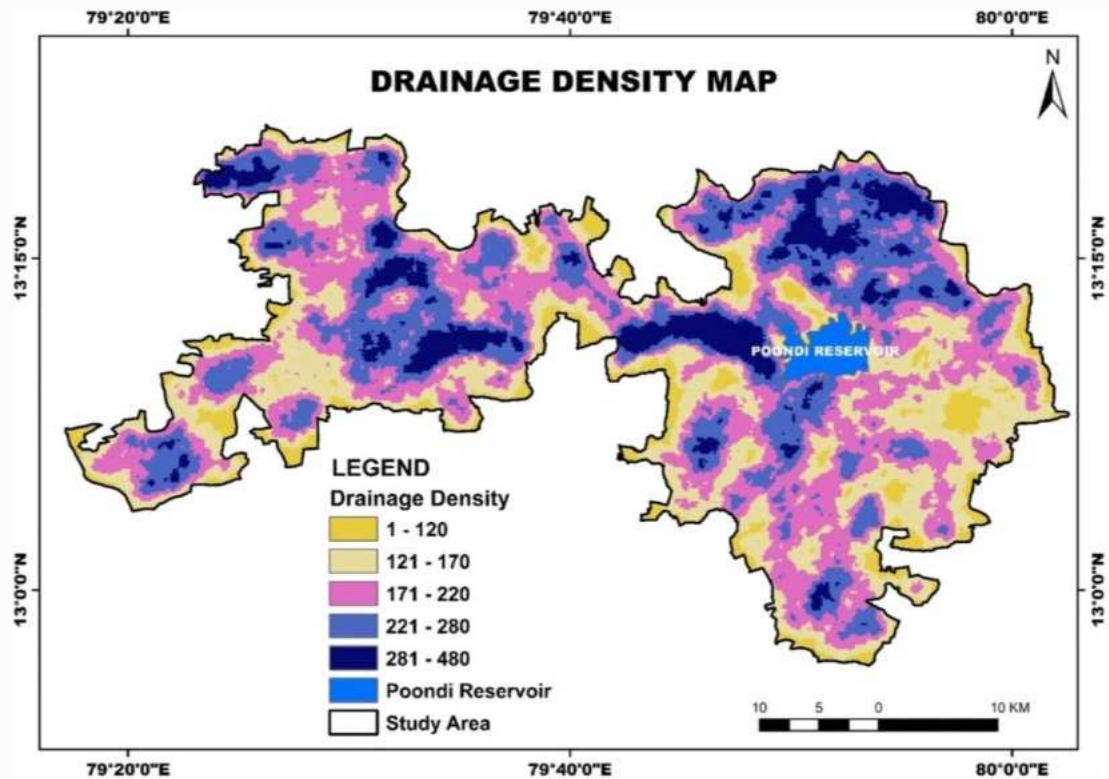 79°20'0"E 79°40'0"E 80°0'0"E
DRAINAGE DENSITY MAP
N
13°15'0"N 13°15'0"N
POONDI RESERVOIR
LEGEND
Drainage Density
1 - 120
121 - 170
171 - 220
221 - 280
281 - 480
Poondi Reservoir
Study Area
13°0'0"N 13°0'0"N
10 5 0 10 KM
79°20'0"E 79°40'0"E 80°0'0"E